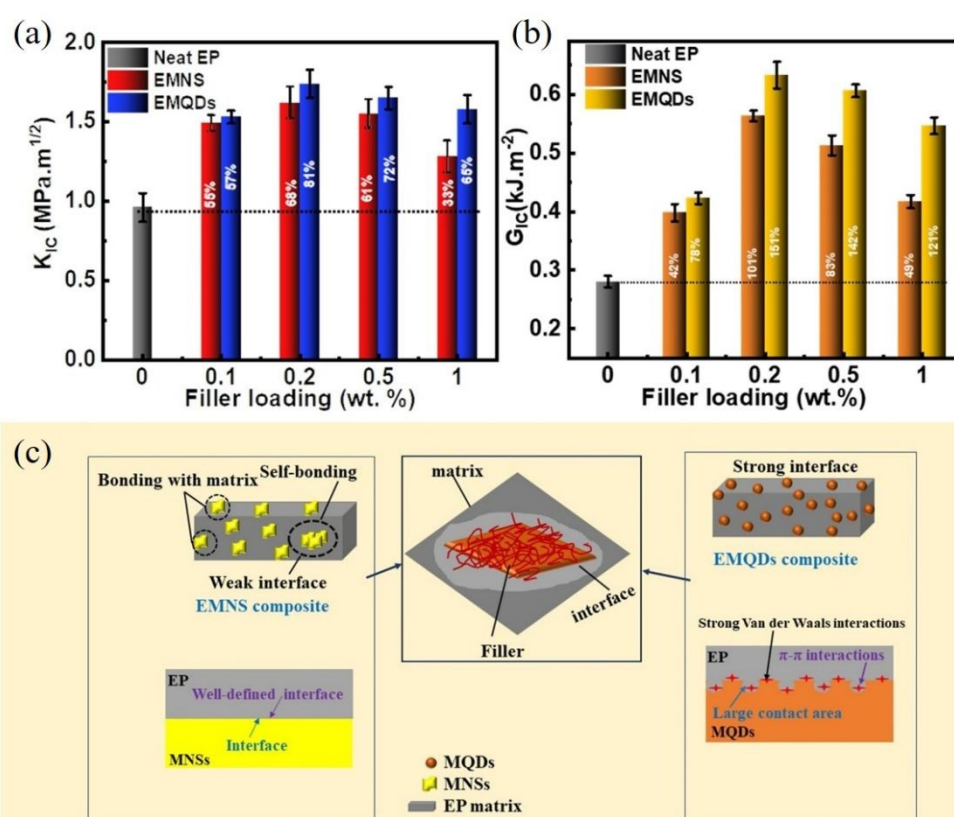 (a)
2.0
1.5
1.0
0.5
0.0
K_IC (MPa.m^1/2)
Neat EP
EMNS
EMQDs
55%
57%
68%
81%
61%
72%
33%
65%
0 0.1 0.2 0.5 1
Filler loading (wt. %)
(b)
0.6
0.5
0.4
0.3
0.2
G_IC(kJ.m^-2)
Neat EP
EMNS
EMQDs
42%
78%
101%
151%
83%
142%
49%
121%
0 0.1 0.2 0.5 1
Filler loading (wt. %)
(c)
Bonding with matrix
Self-bonding
Weak interface
EMNS composite
EP
Well-defined interface
Interface
MNSs
matrix
interface
Filler
MQDs
MNSs
EP matrix
Strong interface
EMQDs composite
Strong Van der Waals interactions
EP
π-π interactions
Large contact area
MQDs